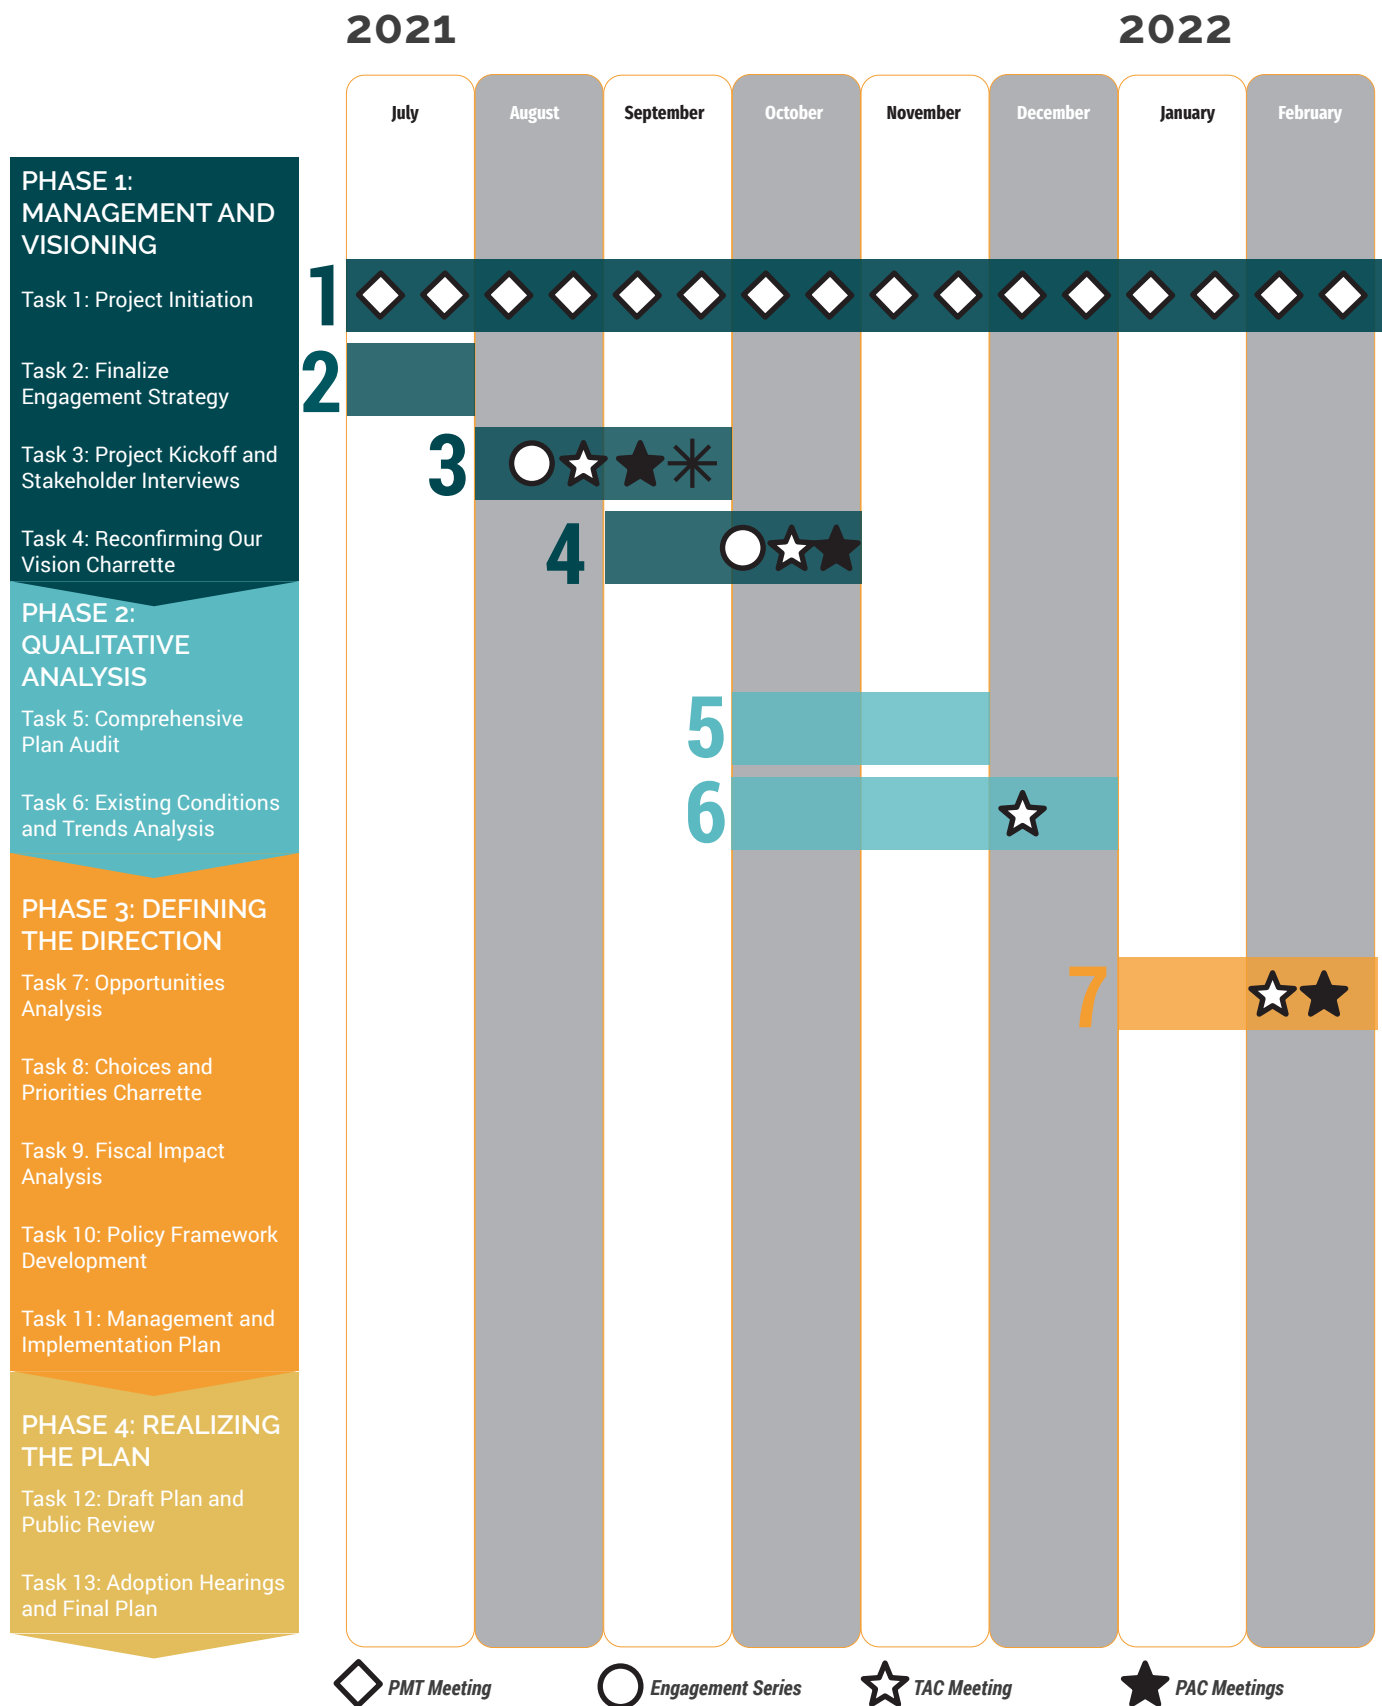 2021
2022
July
August
September
October
November
December
January
February
PHASE 1:
MANAGEMENT AND
VISIONING
Task 1: Project Initiation
1
Task 2: Finalize
Engagement Strategy
2
Task 3: Project Kickoff and
Stakeholder Interviews
3
Task 4: Reconfirming Our
Vision Charrette
4
PHASE 2:
QUALITATIVE
ANALYSIS
Task 5: Comprehensive
Plan Audit
5
Task 6: Existing Conditions
and Trends Analysis
6
PHASE 3: DEFINING
THE DIRECTION
Task 7: Opportunities
Analysis
7
Task 8: Choices and
Priorities Charrette
Task 9. Fiscal Impact
Analysis
Task 10: Policy Framework
Development
Task 11: Management and
Implementation Plan
PHASE 4: REALIZING
THE PLAN
Task 12: Draft Plan and
Public Review
Task 13: Adoption Hearings
and Final Plan
PMT Meeting
Engagement Series
TAC Meeting
PAC Meetings